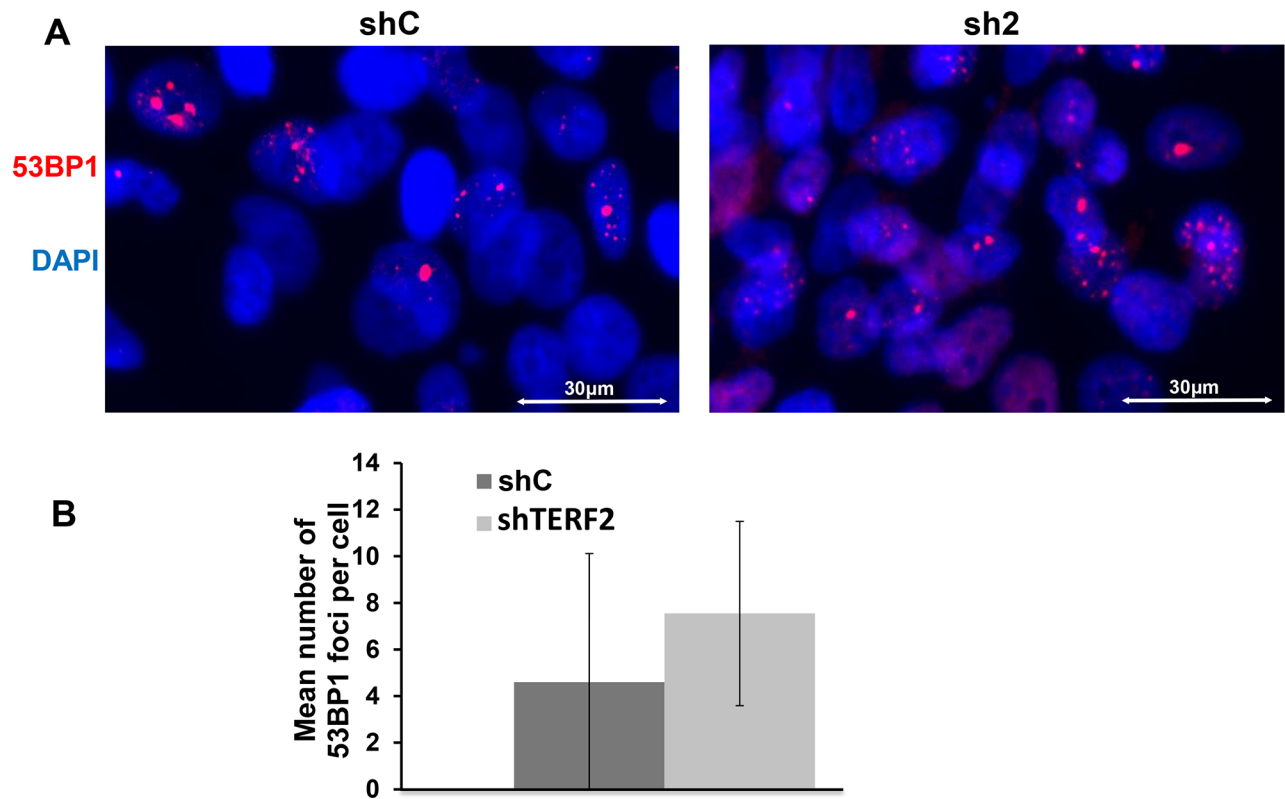 A
shC
sh2
53BP1
DAPI
30µm
30µm
B
Mean number of
53BP1 foci per cell
14
12
10
8
6
4
2
0
shC
shTERF2